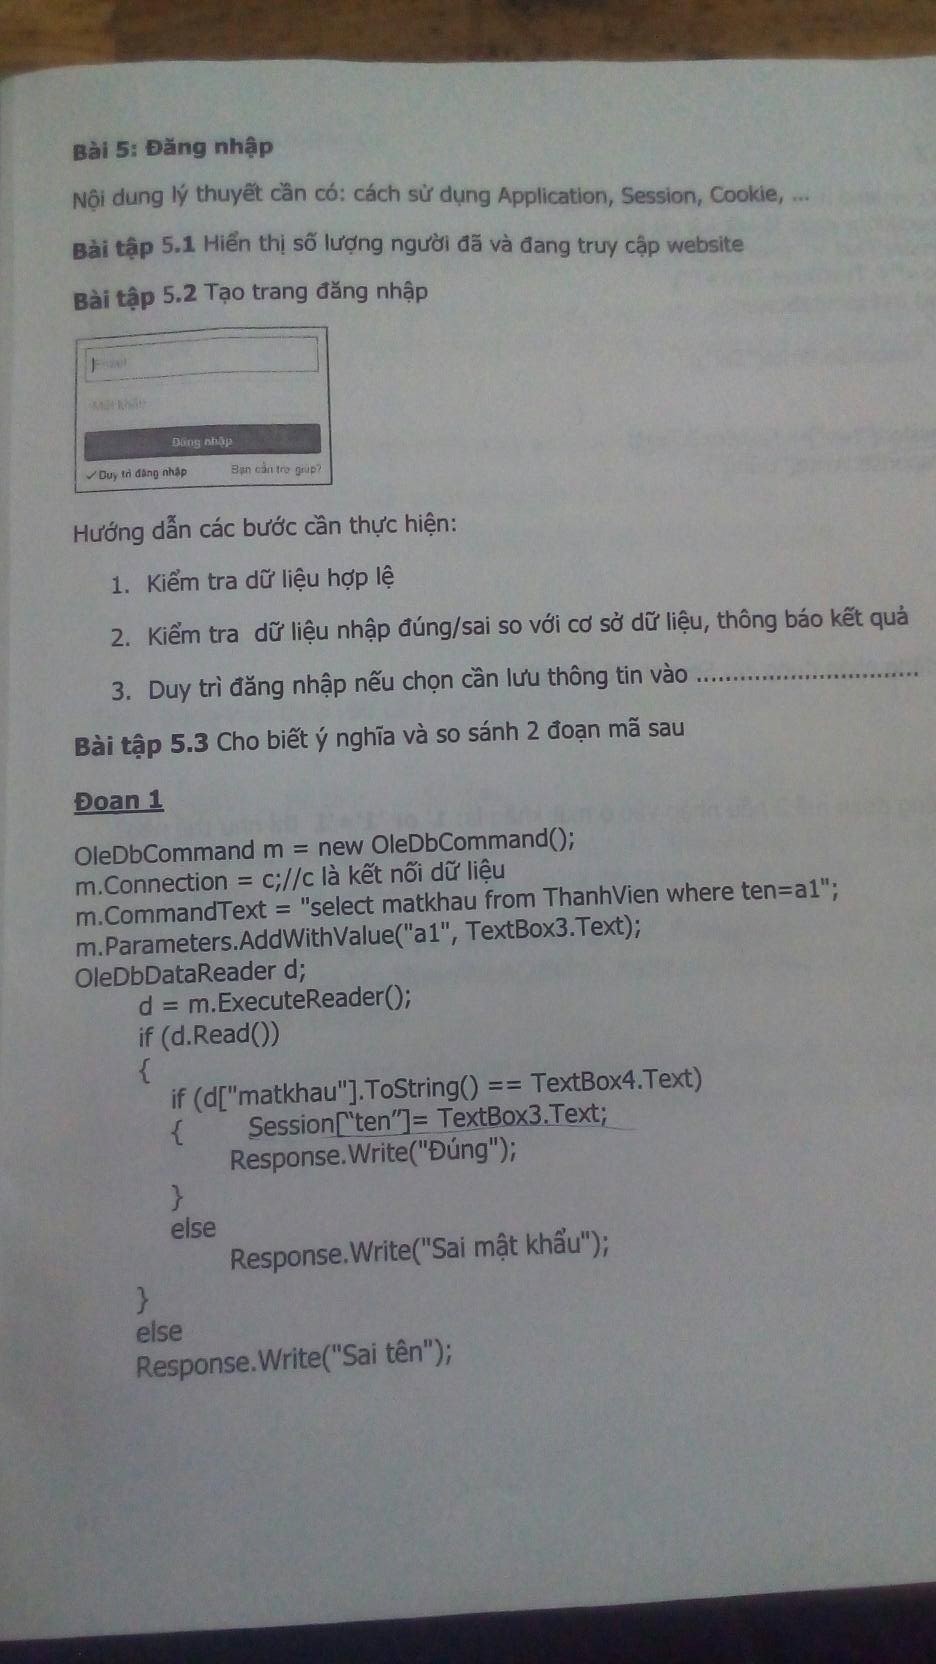 Bài 5: Đăng nhập
Nội dung lý thuyết cần có: cách sử dụng Application, Session, Cookie, ...
Bài tập 5.1 Hiển thị số lượng người đã và đang truy cập website
Bài tập 5.2 Tạo trang đăng nhập
Email
Mật khẩu
Đăng nhập
✓ Duy trì đăng nhập Bạn cần trợ giúp?
Hướng dẫn các bước cần thực hiện:
1. Kiểm tra dữ liệu hợp lệ
2. Kiểm tra dữ liệu nhập đúng/sai so với cơ sở dữ liệu, thông báo kết quả
3. Duy trì đăng nhập nếu chọn cần lưu thông tin vào ..............................
Bài tập 5.3 Cho biết ý nghĩa và so sánh 2 đoạn mã sau
Đoạn 1
OleDbCommand m = new OleDbCommand();
m.Connection = c;//c là kết nối dữ liệu
m.CommandText = "select matkhau from ThanhVien where ten=a1";
m.Parameters.AddWithValue("a1", TextBox3.Text);
OleDbDataReader d;
d = m.ExecuteReader();
if (d.Read())
{
if (d["matkhau"].ToString() == TextBox4.Text)
{ Session["ten"]= TextBox3.Text;
Response.Write("Đúng");
}
else
Response.Write("Sai mật khẩu");
}
else
Response.Write("Sai tên");